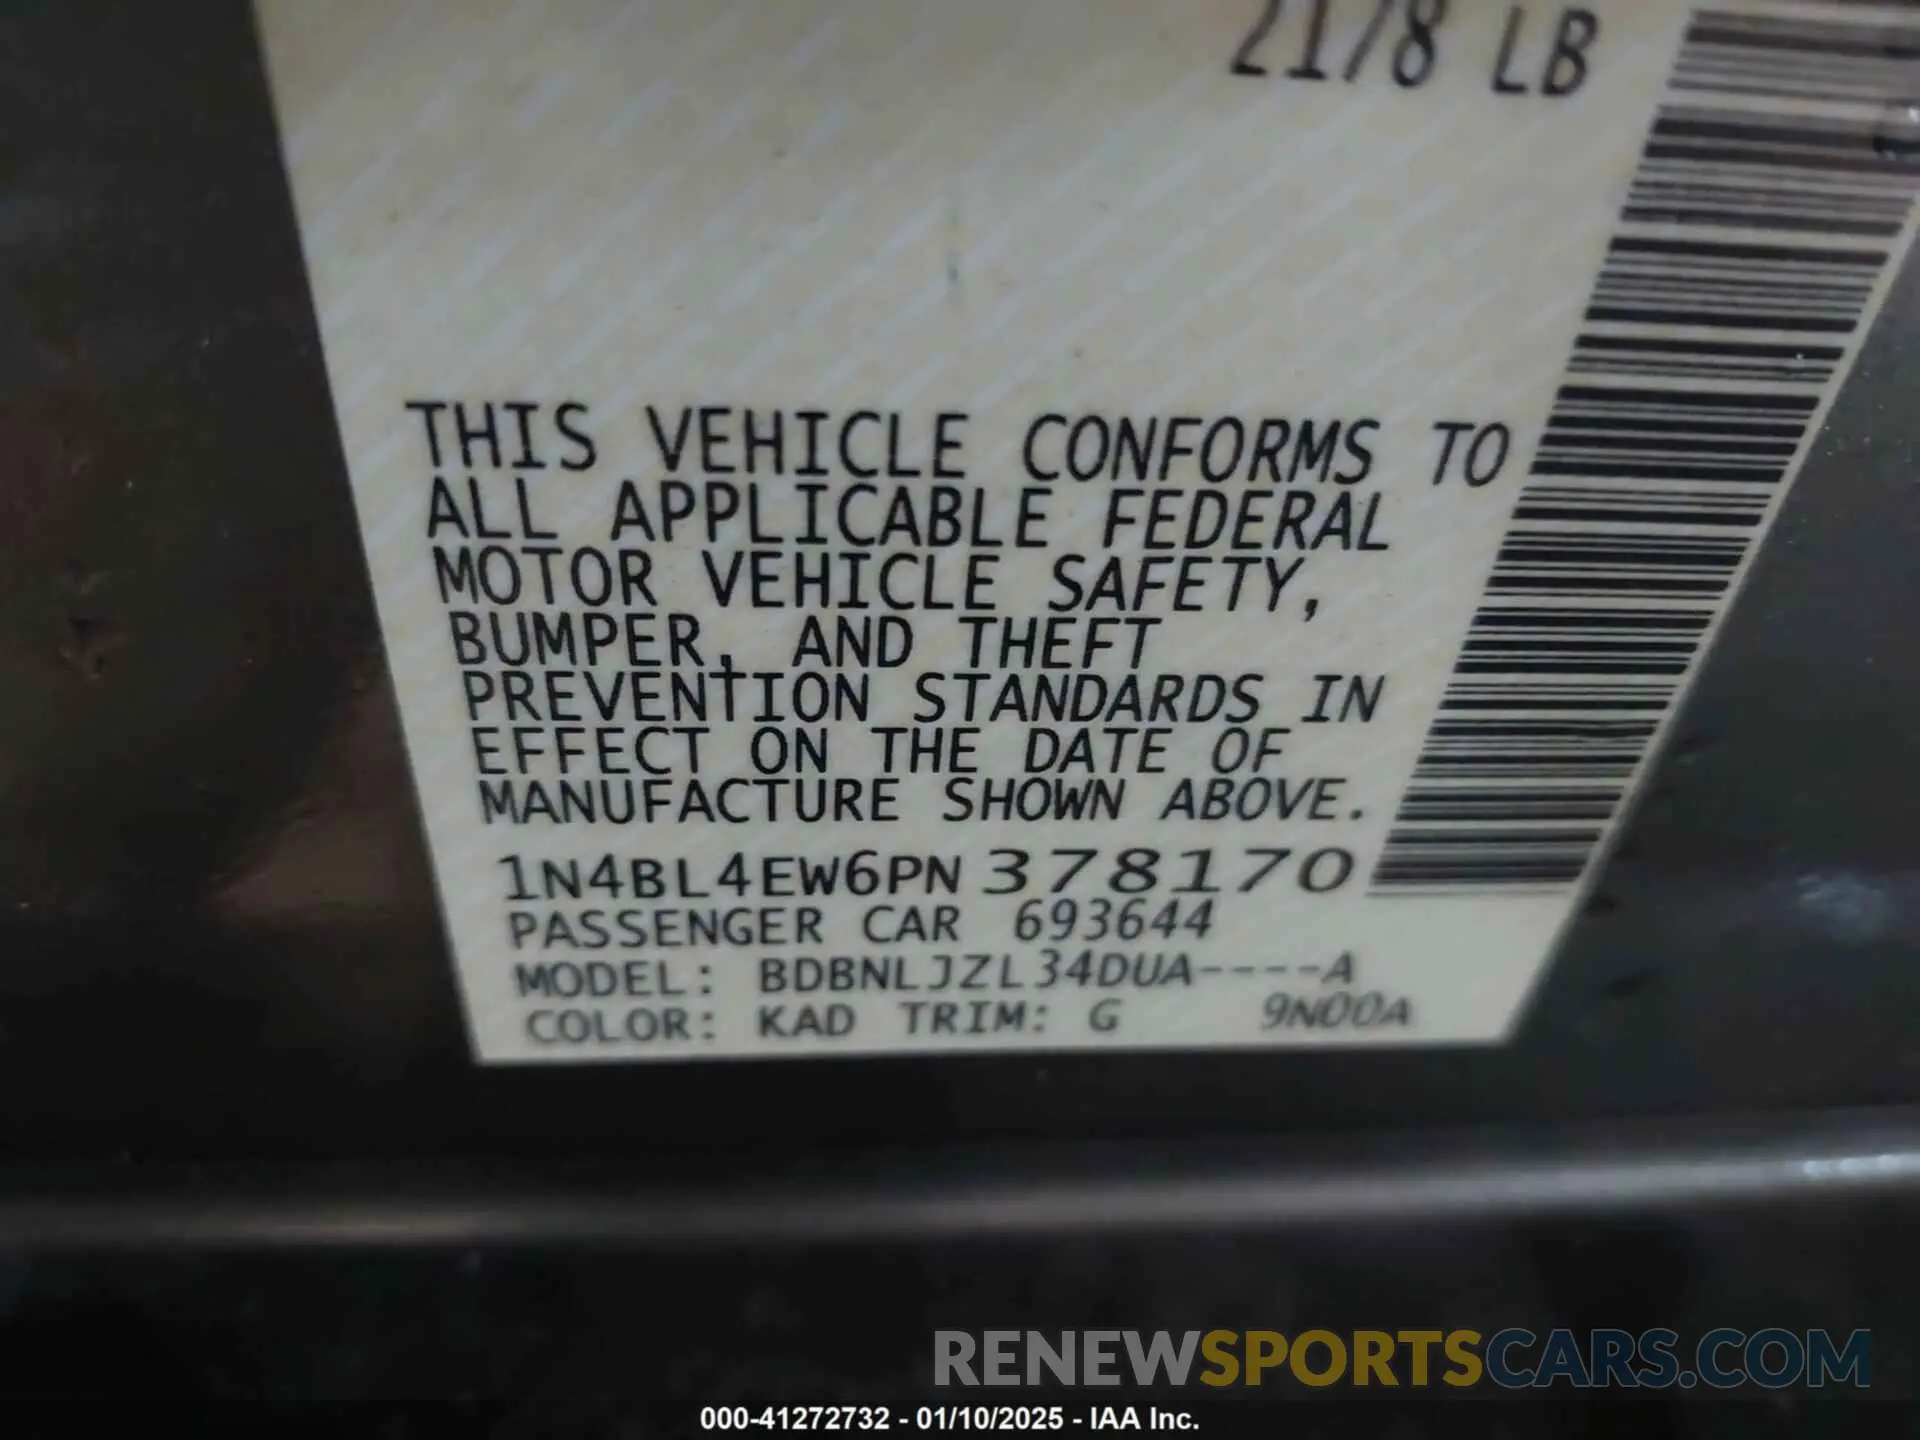 2178 LB
THIS VEHICLE CONFORMS TO
ALL APPLICABLE FEDERAL
MOTOR VEHICLE SAFETY,
BUMPER, AND THEFT
PREVENTION STANDARDS IN
EFFECT ON THE DATE OF
MANUFACTURE SHOWN ABOVE.
1N4BL4EW6PN378170
PASSENGER CAR 693644
MODEL: BDBNLJZL34DUA----A
COLOR: KAD TRIM: G 9N00A
RENEWSPORTSCARS.COM
000-41272732 - 01/10/2025 - IAA Inc.